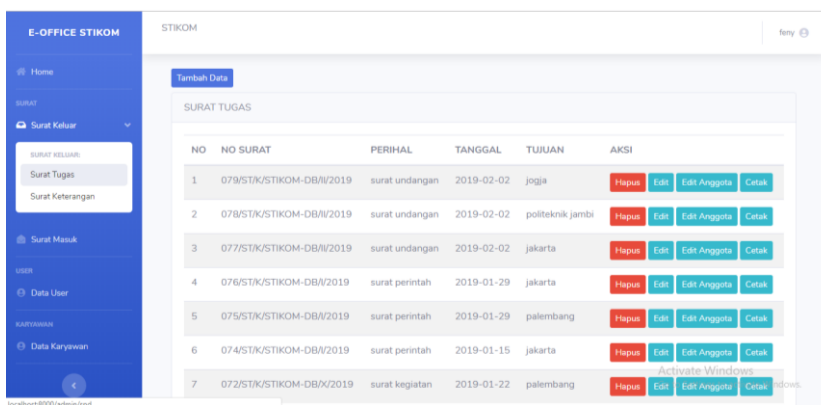 E-OFFICE STIKOM
STIKOM
feny
Home
Tambah Data
SURAT
Surat Keluar
SURAT KELUAR:
Surat Tugas
Surat Keterangan
Surat Masuk
USER
Data User
KARYAWAN
Data Karyawan
SURAT TUGAS
NO NO SURAT PERIHAL TANGGAL TUJUAN AKSI
1 079/ST/K/STIKOM-DB/II/2019 surat undangan 2019-02-02 jogja Hapus Edit Edit Anggota Cetak
2 078/ST/K/STIKOM-DB/II/2019 surat undangan 2019-02-02 politeknik jambi Hapus Edit Edit Anggota Cetak
3 077/ST/K/STIKOM-DB/II/2019 surat undangan 2019-02-02 jakarta Hapus Edit Edit Anggota Cetak
4 076/ST/K/STIKOM-DB/I/2019 surat perintah 2019-01-29 jakarta Hapus Edit Edit Anggota Cetak
5 075/ST/K/STIKOM-DB/I/2019 surat perintah 2019-01-29 palembang Hapus Edit Edit Anggota Cetak
6 074/ST/K/STIKOM-DB/I/2019 surat perintah 2019-01-15 jakarta Hapus Edit Edit Anggota Cetak
7 072/ST/K/STIKOM-DB/X/2019 surat kegiatan 2019-01-22 palembang Hapus Edit Edit Anggota Cetak
Activate Windows